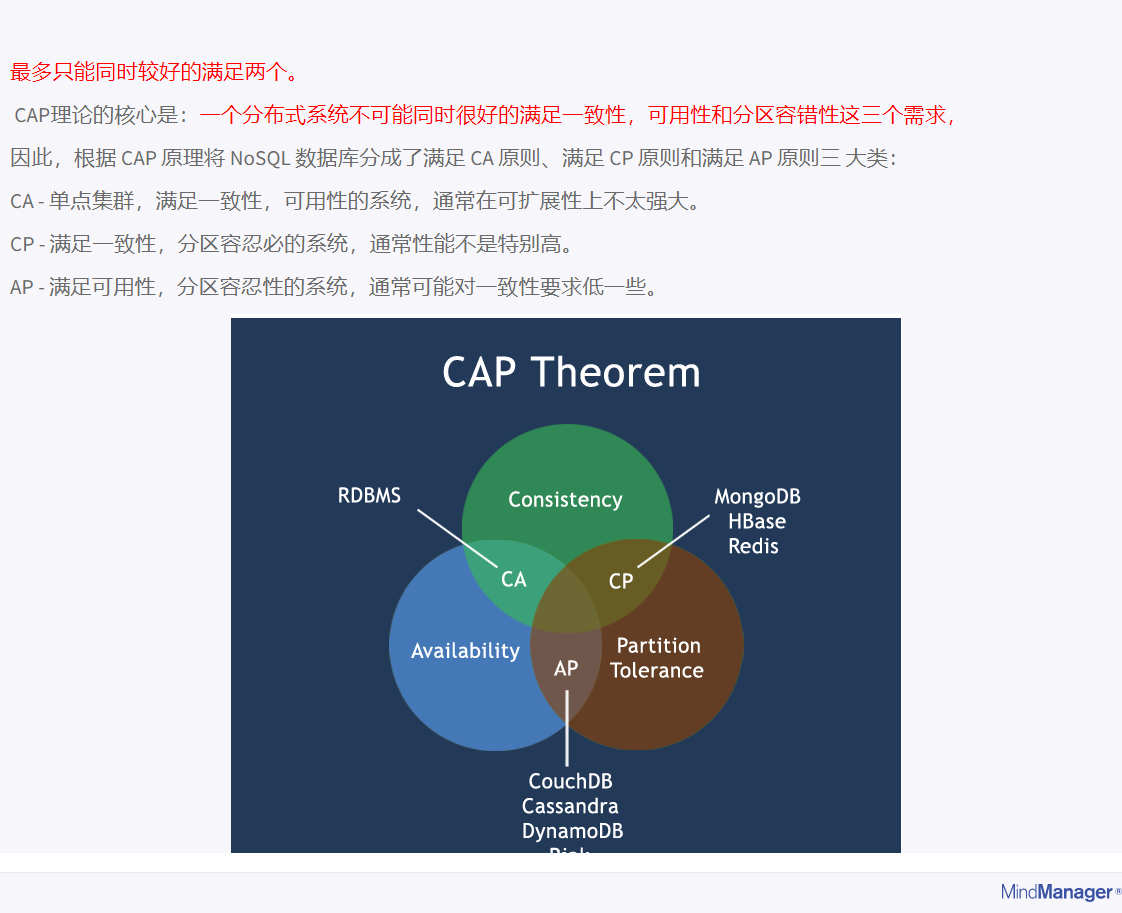 最多只能同时较好的满足两个。
CAP理论的核心是：一个分布式系统不可能同时很好的满足一致性，可用性和分区容错性这三个需求，
因此，根据 CAP 原理将 NoSQL 数据库分成了满足 CA 原则、满足 CP 原则和满足 AP 原则三 大类：
CA - 单点集群，满足一致性，可用性的系统，通常在可扩展性上不太强大。
CP - 满足一致性，分区容忍必的系统，通常性能不是特别高。
AP - 满足可用性，分区容忍性的系统，通常可能对一致性要求低一些。
CAP Theorem
RDBMS
Consistency
MongoDB
HBase
Redis
CA
CP
Availability
Partition
Tolerance
AP
CouchDB
Cassandra
DynamoDB
MindManager®